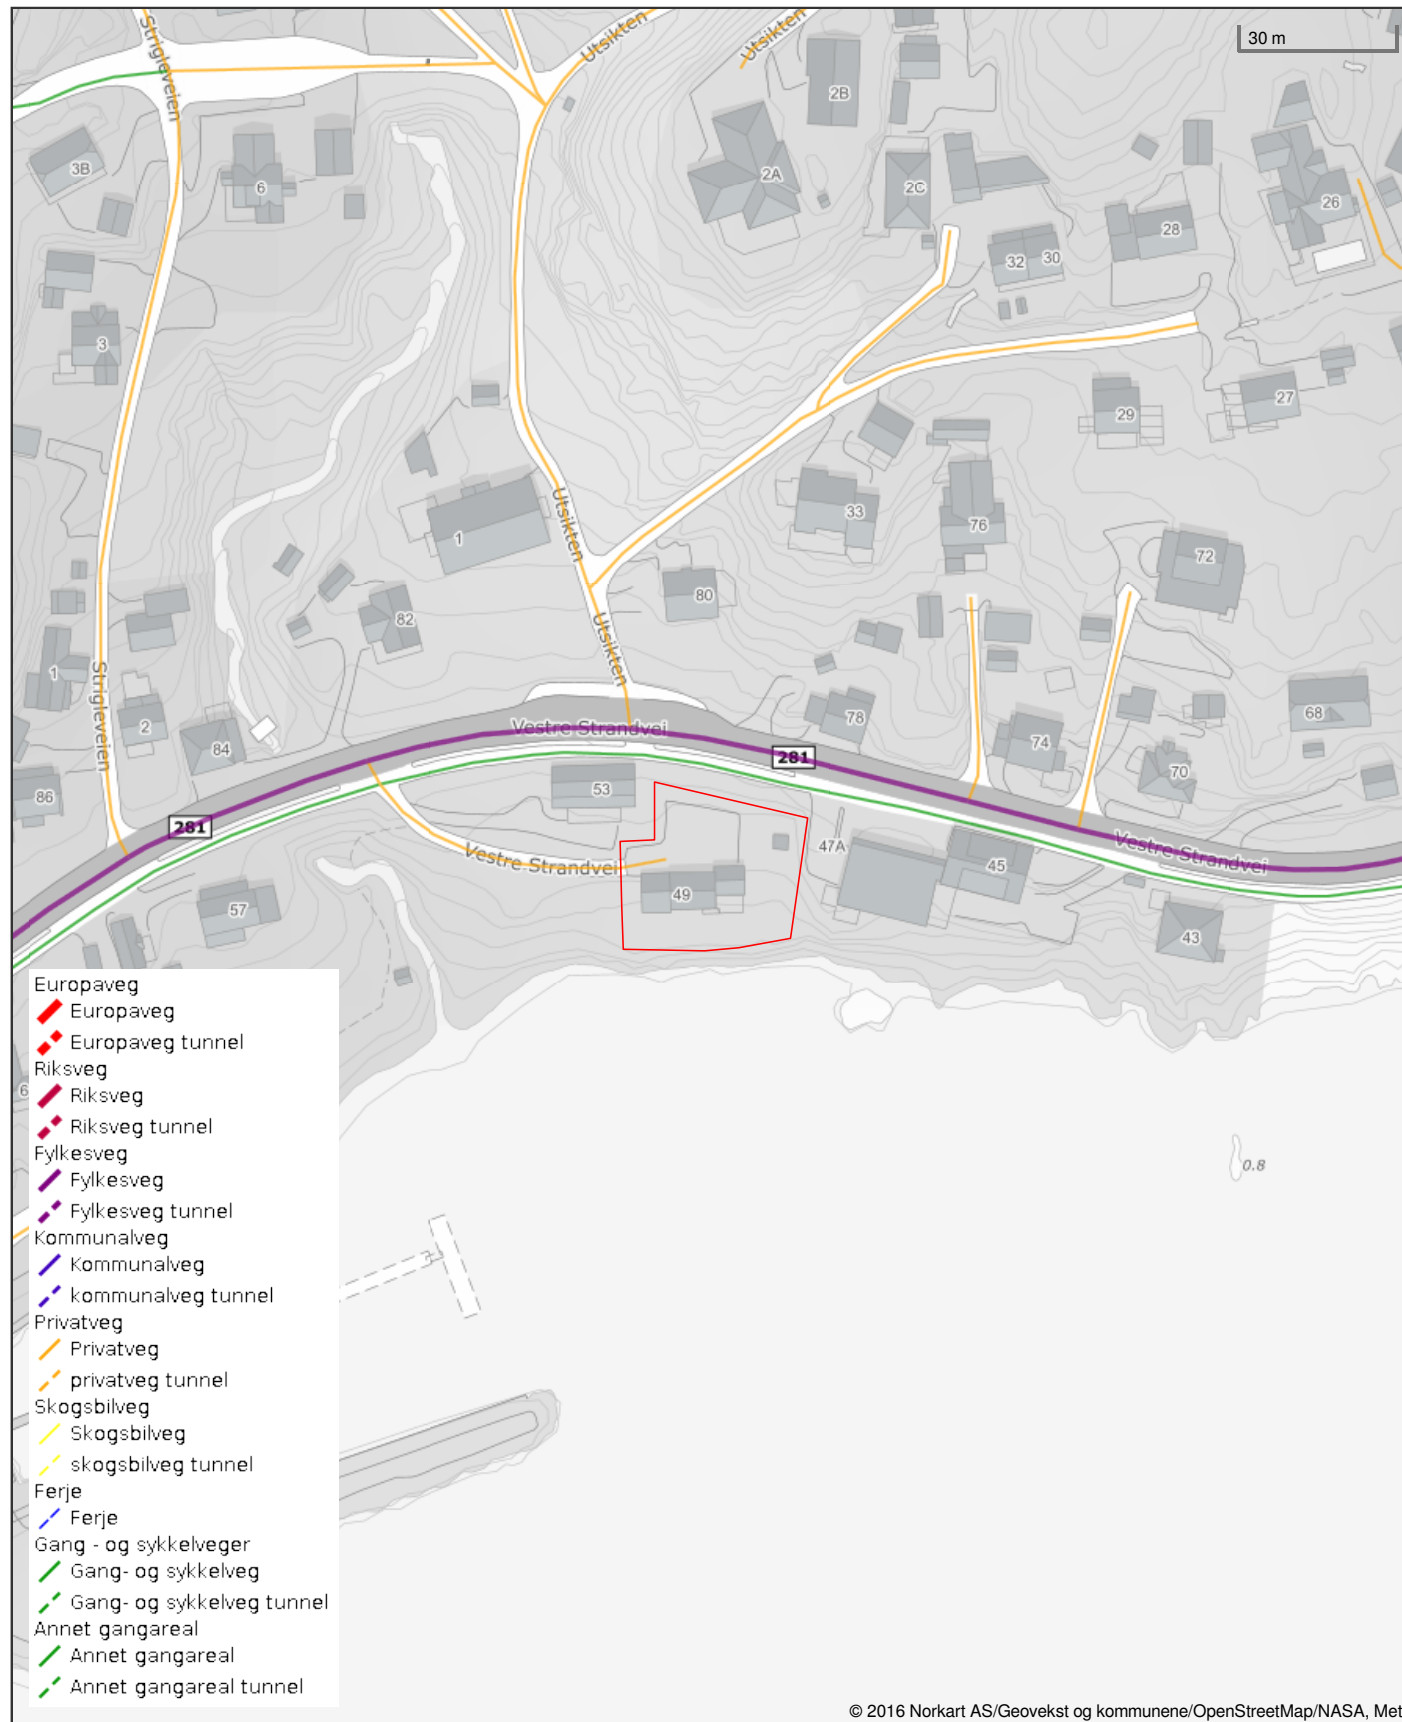 Strigleveien
Utsikten
Utsikten
30 m
2B
3B
6
2A
2C
26
28
32
30
3
27
29
1
33
76
Utsikten
72
80
82
Utsikten
1
Strigleveien
2
84
78
68
74
70
Vestre Strandvei
281
53
86
281
47A
45
Vestre Strandvei
Vestre Strandvei
49
57
43
Europaveg
Europaveg
Europaveg tunnel
Riksveg
6
Riksveg
Riksveg tunnel
Fylkesveg
0.8
Fylkesveg
Fylkesveg tunnel
Kommunalveg
Kommunalveg
kommunalveg tunnel
Privatveg
Privatveg
privatveg tunnel
Skogsbilveg
Skogsbilveg
skogsbilveg tunnel
Ferje
Ferje
Gang - og sykkelveger
Gang- og sykkelveg
Gang- og sykkelveg tunnel
Annet gangareal
Annet gangareal
Annet gangareal tunnel
© 2016 Norkart AS/Geovekst og kommunene/OpenStreetMap/NASA, Met